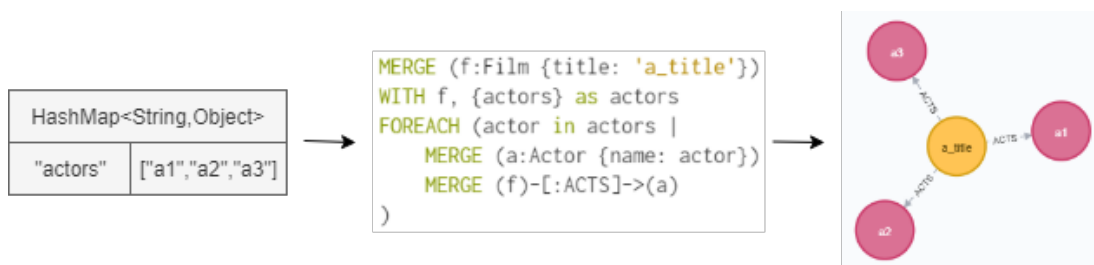 HashMap<String,Object>
"actors" ["a1","a2","a3"]
MERGE (f:Film {title: 'a_title'})
WITH f, {actors} as actors
FOREACH (actor in actors |
    MERGE (a:Actor {name: actor})
    MERGE (f)-[:ACTS]->(a)
)
a3
ACTS
a_title
ACTS
a1
ACTS
a2